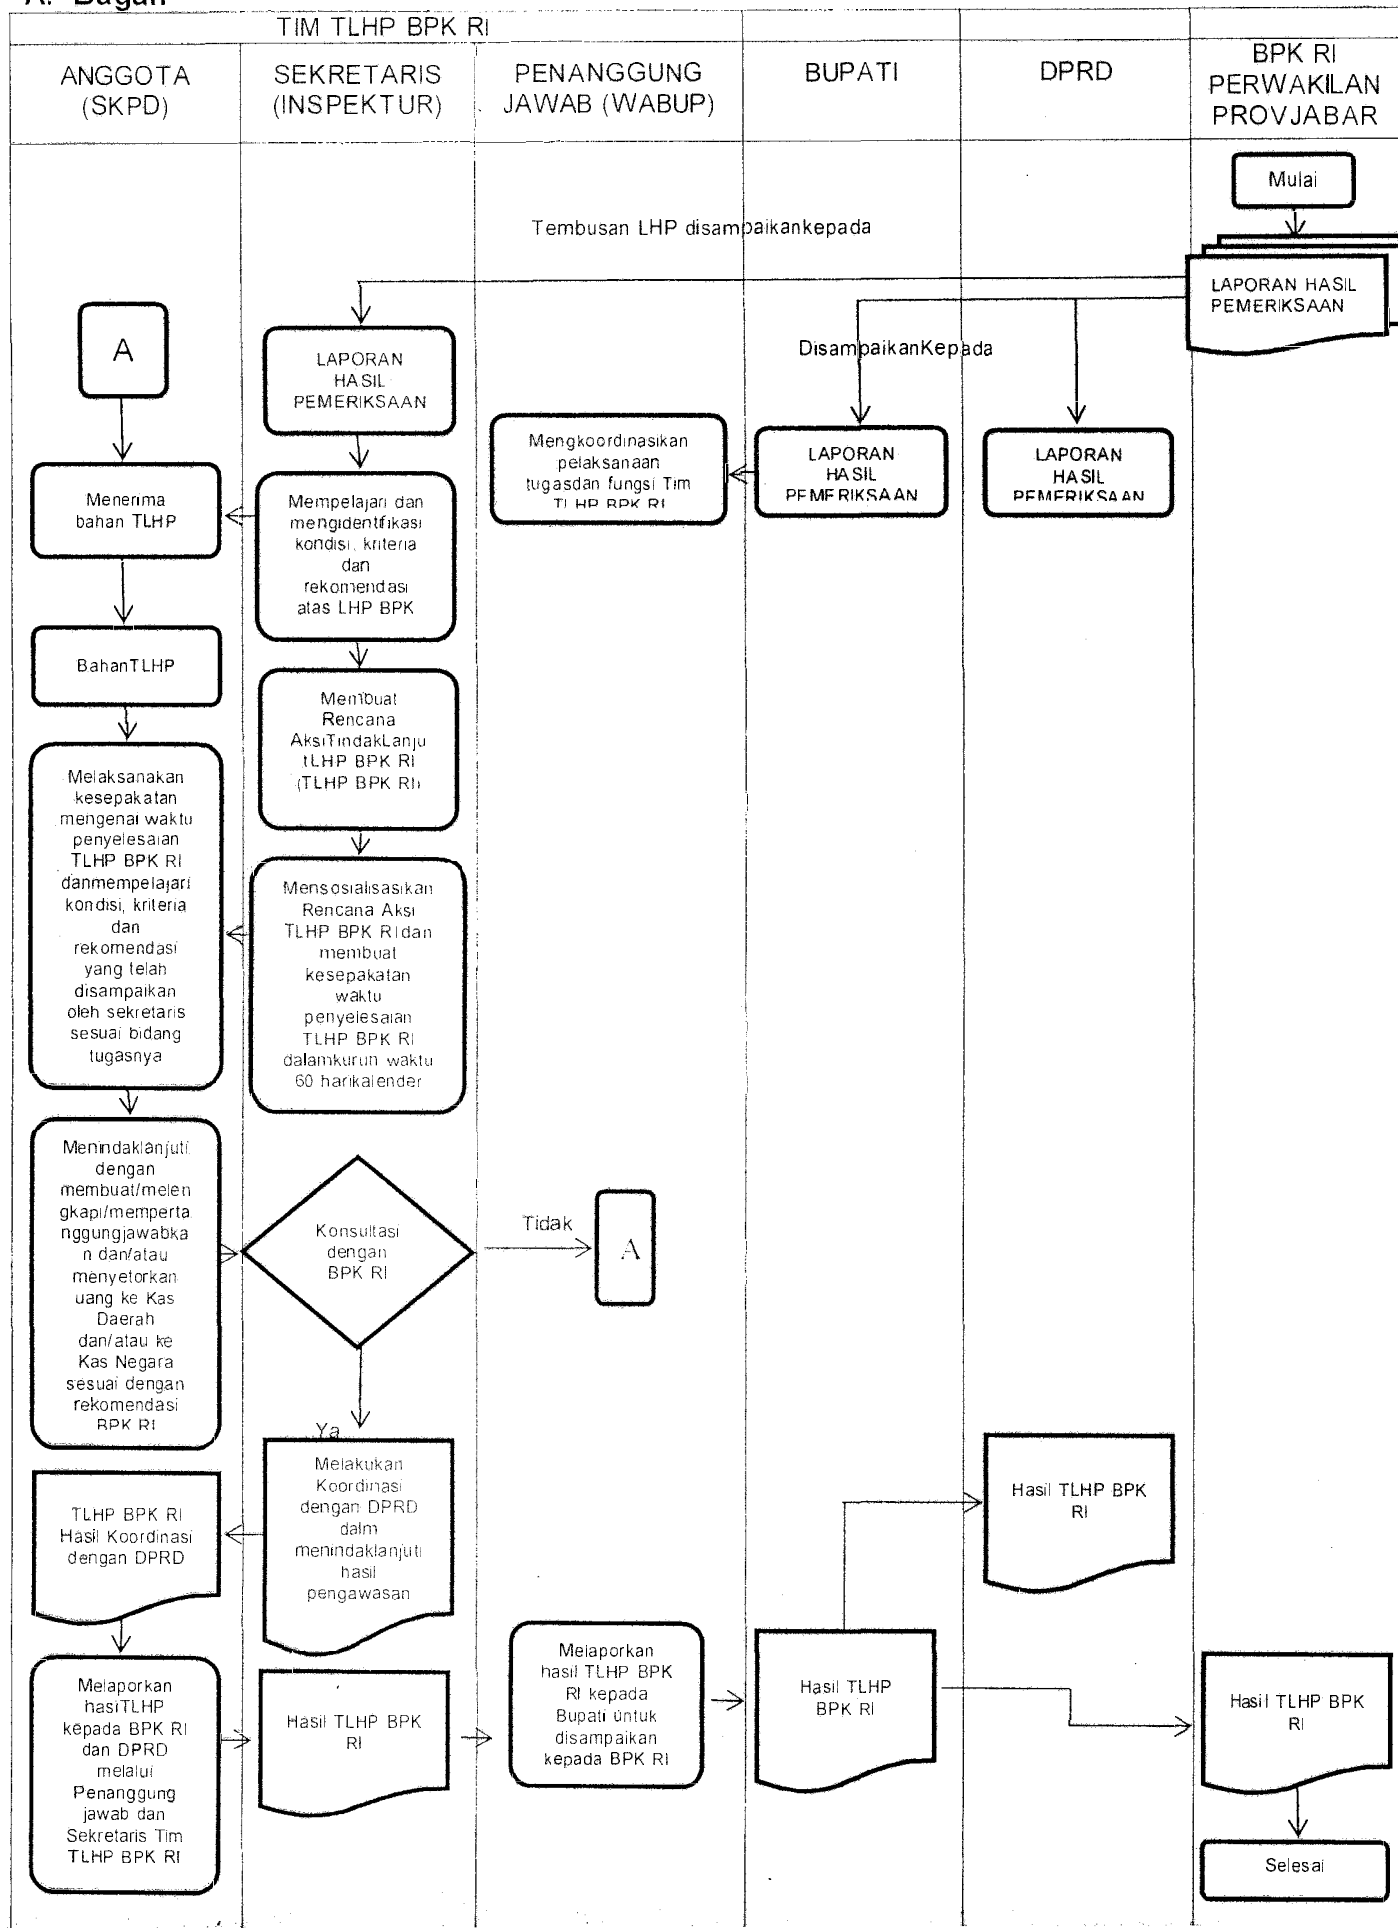 A. Bagan
TIM TLHP BPK RI
ANGGOTA
(SKPD)
SEKRETARIS
(INSPEKTUR)
PENANGGUNG
JAWAB (WABUP)
BUPATI
DPRD
BPK RI
PERWAKILAN
PROVJABAR
Mulai
Tembusan LHP disampaikankepada
LAPORAN HASIL
PEMERIKSAAN
DisampaikanKepada
A
LAPORAN
HASIL
PEMERIKSAAN
Mengkoordinasikan
pelaksanaan
tugasdan fungsi Tim
TLHP BPK RI
LAPORAN
HASIL
PEMERIKSAAN
LAPORAN
HASIL
PEMERIKSAAN
Menerima
bahan TLHP
Mempelajari dan
mengidentifikasi
kondisi, kriteria
dan
rekomendasi
atas LHP BPK
BahanTLHP
Membuat
Rencana
AksiTindakLanju
tLHP BPK RI
(TLHP BPK RI)
Melaksanakan
kesepakatan
mengenai waktu
penyelesaian
TLHP BPK RI
danmempelajari
kondisi, kriteria
dan
rekomendasi
yang telah
disampaikan
oleh sekretaris
sesuai bidang
tugasnya
Mensosialisasikan
Rencana Aksi
TLHP BPK RIdan
membuat
kesepakatan
waktu
penyelesaian
TLHP BPK RI
dalamkurun waktu
60 harikalender
Menindaklanjuti
dengan
membuat/melen
gkapi/memperta
nggungjawabka
n dan/atau
menyetorkan
uang ke Kas
Daerah
dan/atau ke
Kas Negara
sesuai dengan
rekomendasi
BPK RI
Konsultasi
dengan
BPK RI
Tidak
A
Ya
Melakukan
Koordinasi
dengan DPRD
dalm
menindaklanjuti
hasil
pengawasan
TLHP BPK RI
Hasil Koordinasi
dengan DPRD
Hasil TLHP BPK
RI
Melaporkan
hasiTLHP
kepada BPK RI
dan DPRD
melalui
Penanggung
jawab dan
Sekretaris Tim
TLHP BPK RI
Hasil TLHP BPK
RI
Melaporkan
hasil TLHP BPK
RI kepada
Bupati untuk
disampaikan
kepada BPK RI
Hasil TLHP
BPK RI
Hasil TLHP BPK
RI
Selesai